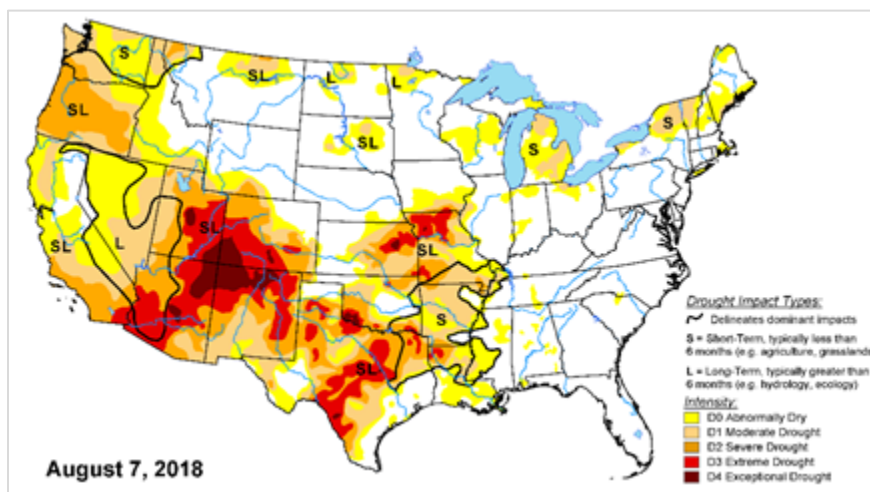 S
SL
L
L
SL
SL
S
S
SL
SL
L
SL
S
SL
Drought Impact Types:
Delineates dominant impacts
S = Short-Term, typically less than
6 months (e.g. agriculture, grasslands
L = Long-Term, typically greater than
6 months (e.g. hydrology, ecology)
Intensity:
D0 Abnormally Dry
D1 Moderate Drought
D2 Severe Drought
D3 Extreme Drought
D4 Exceptional Drought
August 7, 2018